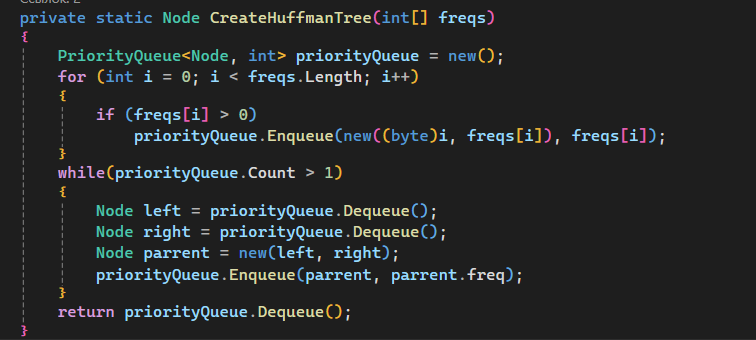 private static Node CreateHuffmanTree(int[] freqs)
{
    PriorityQueue<Node, int> priorityQueue = new();
    for (int i = 0; i < freqs.Length; i++)
    {
        if (freqs[i] > 0)
            priorityQueue.Enqueue(new((byte)i, freqs[i]), freqs[i]);
    }
    while(priorityQueue.Count > 1)
    {
        Node left = priorityQueue.Dequeue();
        Node right = priorityQueue.Dequeue();
        Node parrent = new(left, right);
        priorityQueue.Enqueue(parrent, parrent.freq);
    }
    return priorityQueue.Dequeue();
}